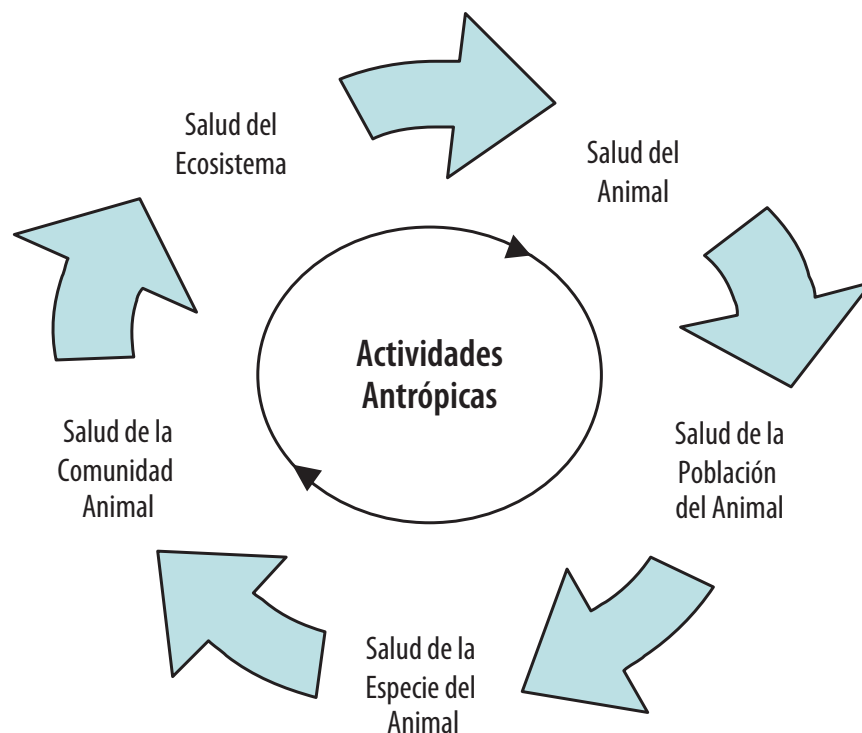 Salud del
Ecosistema
Salud del
Animal
Actividades
Antrópicas
Salud de la
Población
del Animal
Salud de la
Especie del
Animal
Salud de la
Comunidad
Animal